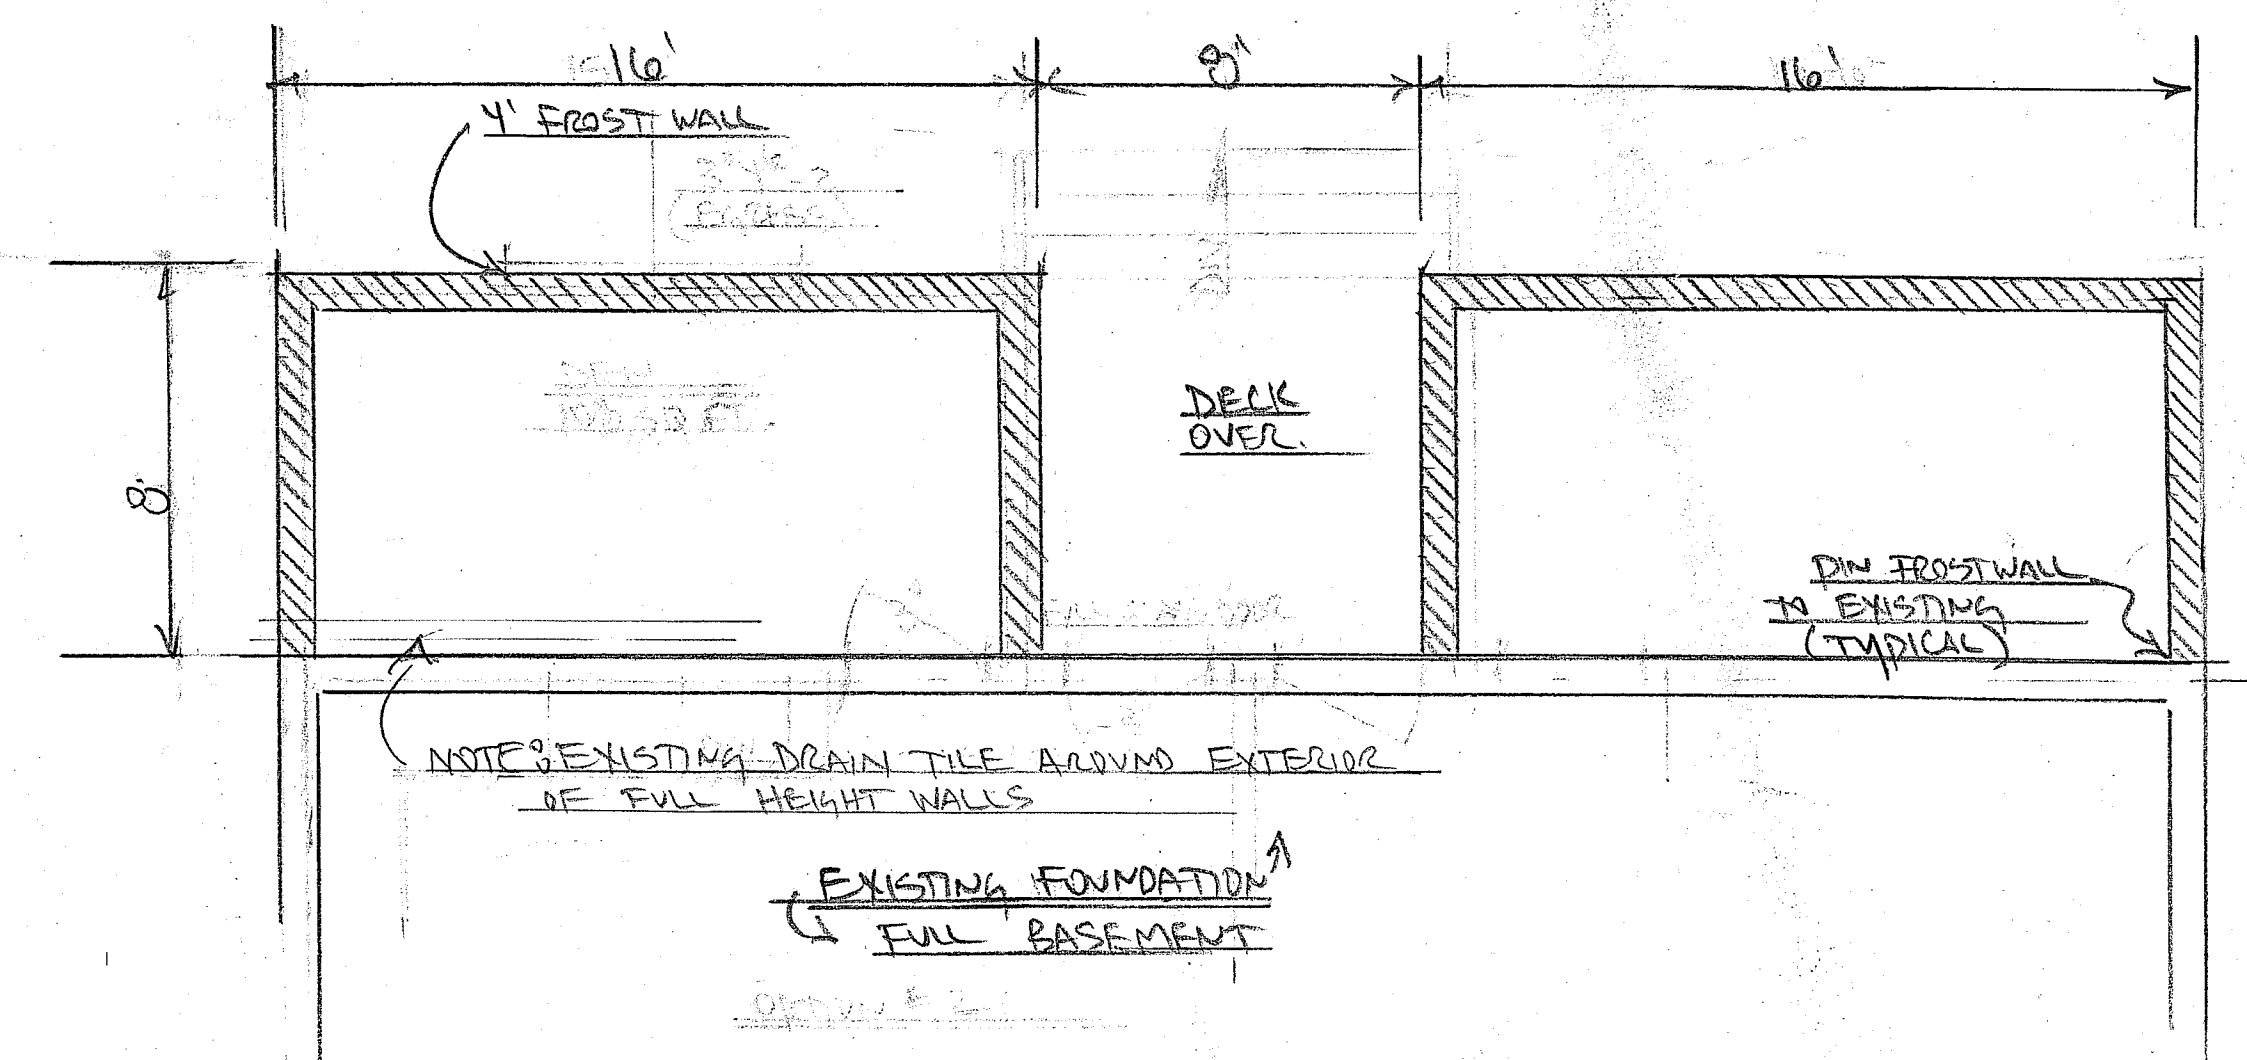 16'
8'
16'
4' FROST WALL
8'
DECK
OVER.
PIN FROSTWALL
TO EXISTING
(TYPICAL)
NOTE: EXISTING DRAIN TILE AROUND EXTERIOR
OF FULL HEIGHT WALLS
EXISTING FOUNDATION
FULL BASEMENT